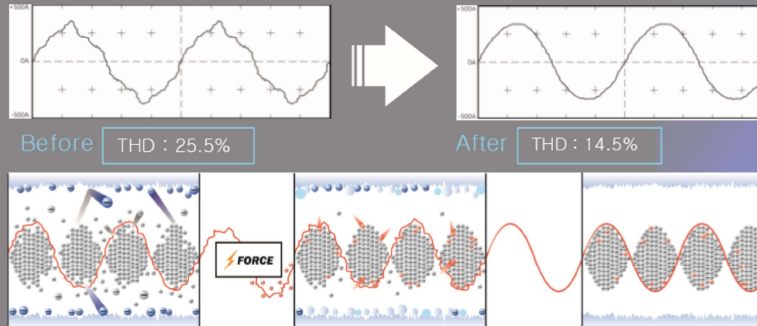 +500A
0A
-500A
+500A
0A
-500A
Before THD : 25.5%
After THD : 14.5%
FORCE